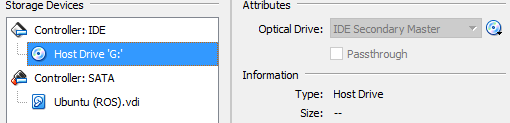 Storage Devices
Controller: IDE
Host Drive 'G:'
Controller: SATA
Ubuntu (ROS).vdi
Attributes
Optical Drive: IDE Secondary Master
Passthrough
Information
Type: Host Drive
Size: --